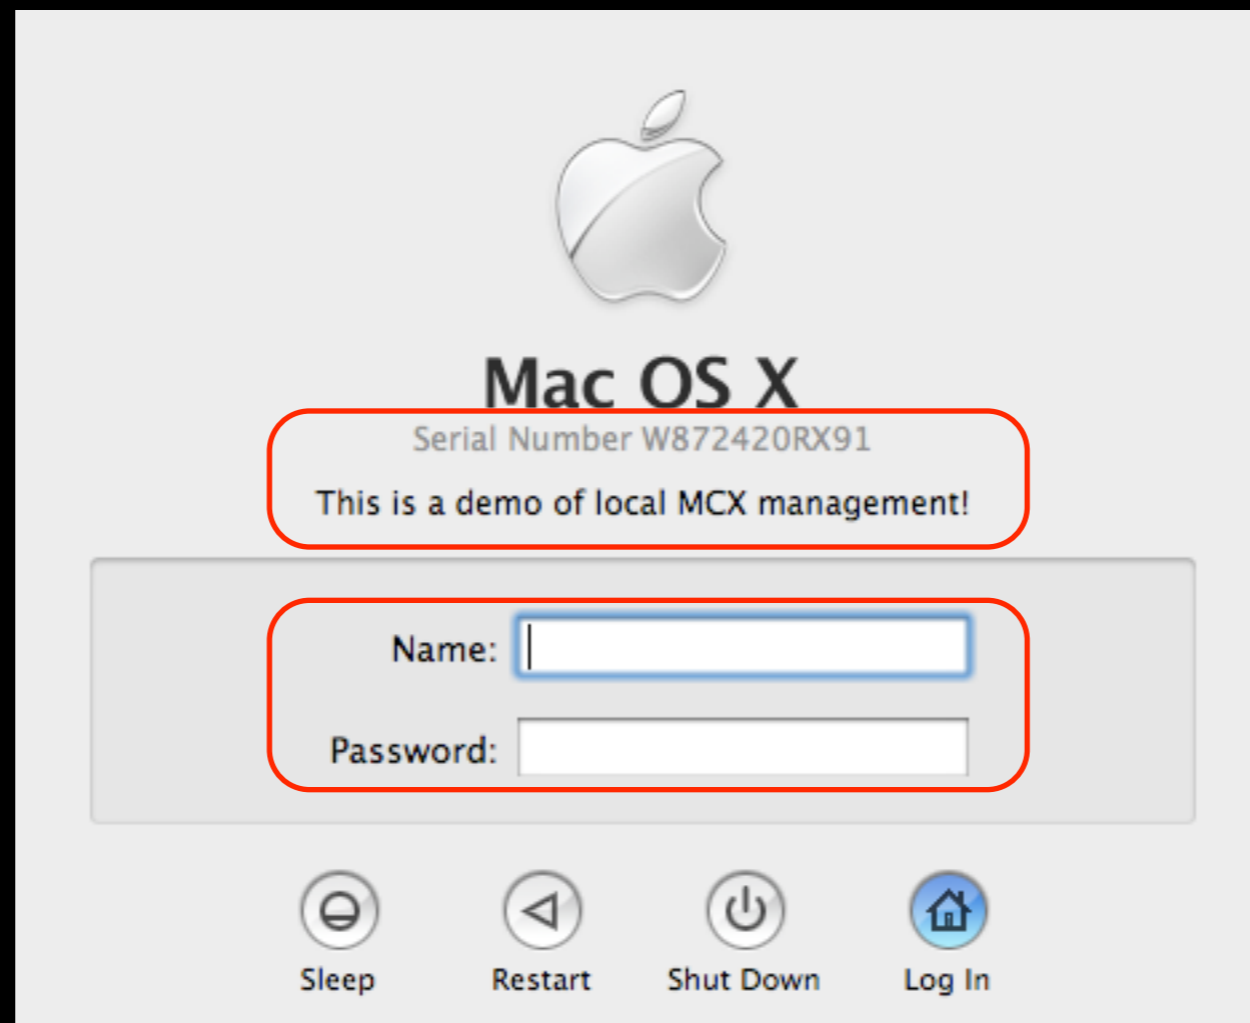 Mac OS X
Serial Number W872420RX91
This is a demo of local MCX management!
Name:
Password:
Sleep Restart Shut Down Log In